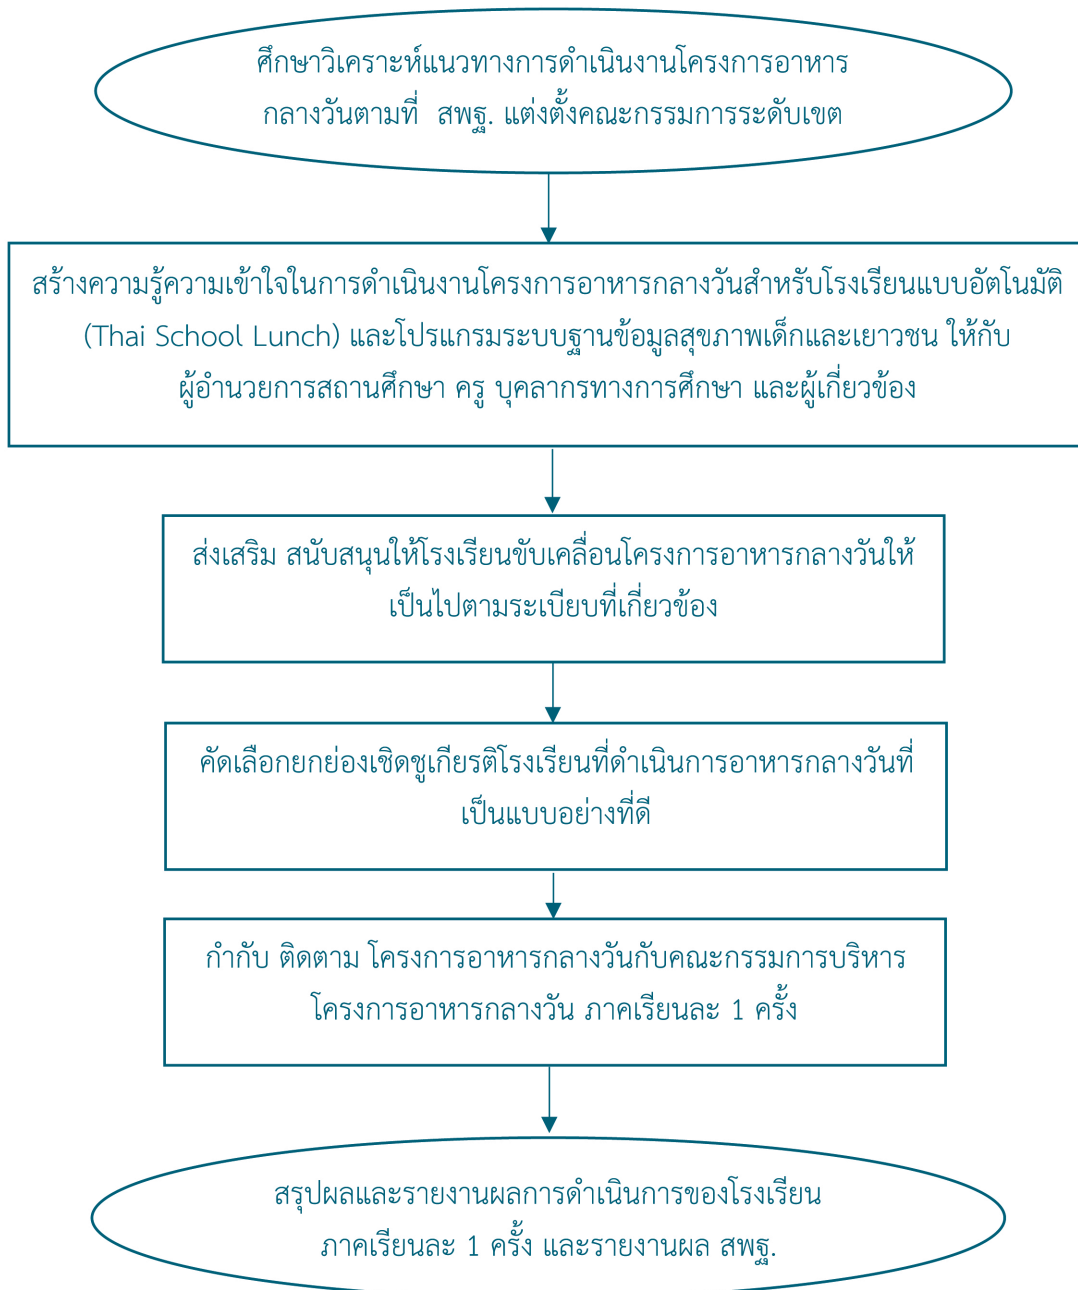 ศึกษาวิเคราะห์แนวทางการดำเนินงานโครงการอาหาร
กลางวันตามที่  สพฐ. แต่งตั้งคณะกรรมการระดับเขต
สร้างความรู้ความเข้าใจในการดำเนินงานโครงการอาหารกลางวันสำหรับโรงเรียนแบบอัตโนมัติ
(Thai School Lunch) และโปรแกรมระบบฐานข้อมูลสุขภาพเด็กและเยาวชน ให้กับ
ผู้อำนวยการสถานศึกษา ครู บุคลากรทางการศึกษา และผู้เกี่ยวข้อง
ส่งเสริม สนับสนุนให้โรงเรียนขับเคลื่อนโครงการอาหารกลางวันให้
เป็นไปตามระเบียบที่เกี่ยวข้อง
คัดเลือกยกย่องเชิดชูเกียรติโรงเรียนที่ดำเนินการอาหารกลางวันที่
เป็นแบบอย่างที่ดี
กำกับ ติดตาม โครงการอาหารกลางวันกับคณะกรรมการบริหาร
โครงการอาหารกลางวัน ภาคเรียนละ 1 ครั้ง
สรุปผลและรายงานผลการดำเนินการของโรงเรียน
ภาคเรียนละ 1 ครั้ง และรายงานผล สพฐ.